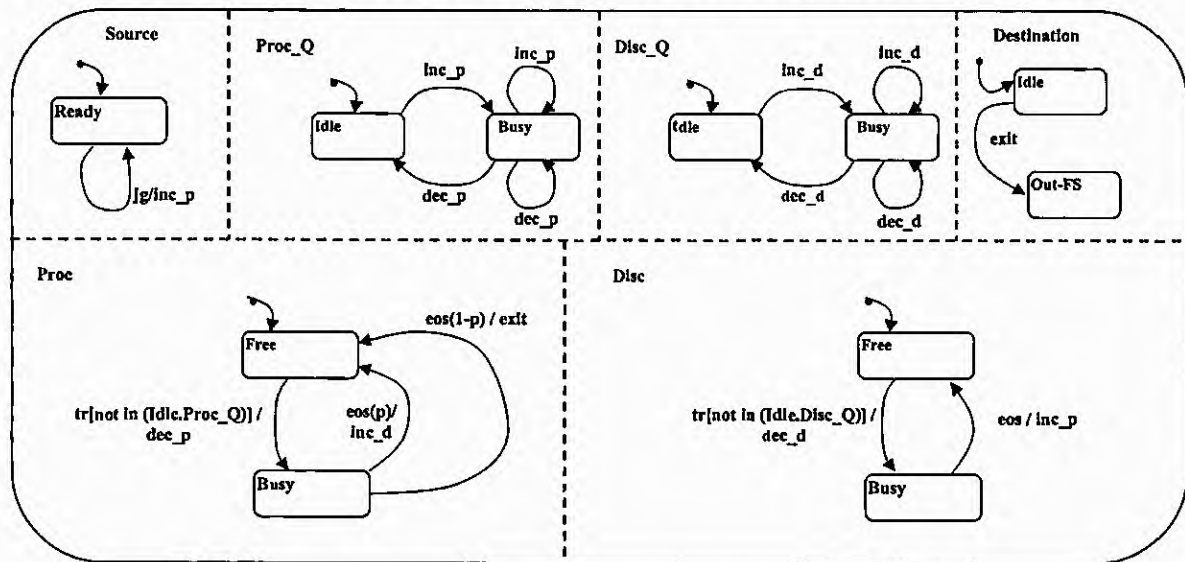 Source
Proc_Q
Disc_Q
Destination
Ready
jg/inc_p
Idle
inc_p
inc_p
Busy
dec_p
dec_p
Idle
inc_d
inc_d
Busy
dec_d
dec_d
Idle
exit
Out-FS
Proc
Free
eos(1-p) / exit
tr[not in (Idle.Proc_Q)] /
dec_p
eos(p)/
inc_d
Busy
Disc
Free
tr[not in (Idle.Disc_Q)] /
dec_d
eos / inc_p
Busy